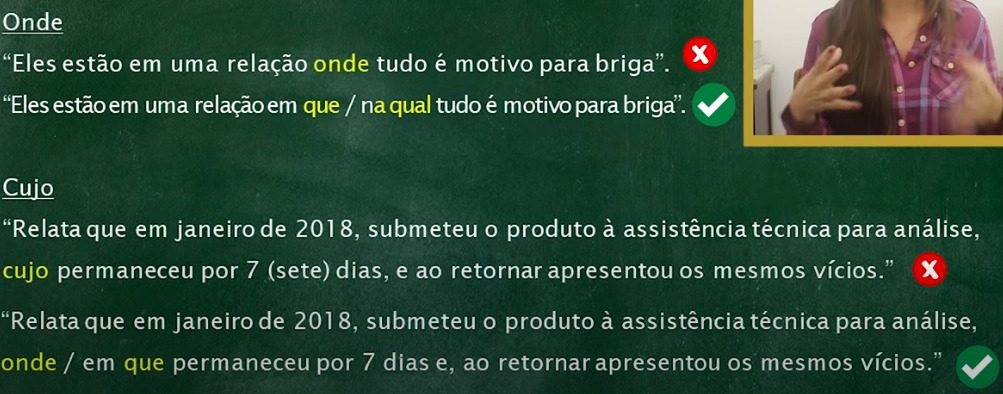 Onde
“Eles estão em uma relação onde tudo é motivo para briga”.
“Eles estão em uma relação em que / na qual tudo é motivo para briga”.
Cujo
“Relata que em janeiro de 2018, submeteu o produto à assistência técnica para análise,
cujo permaneceu por 7 (sete) dias, e ao retornar apresentou os mesmos vícios.”
“Relata que em janeiro de 2018, submeteu o produto à assistência técnica para análise,
onde / em que permaneceu por 7 dias e, ao retornar apresentou os mesmos vícios.”